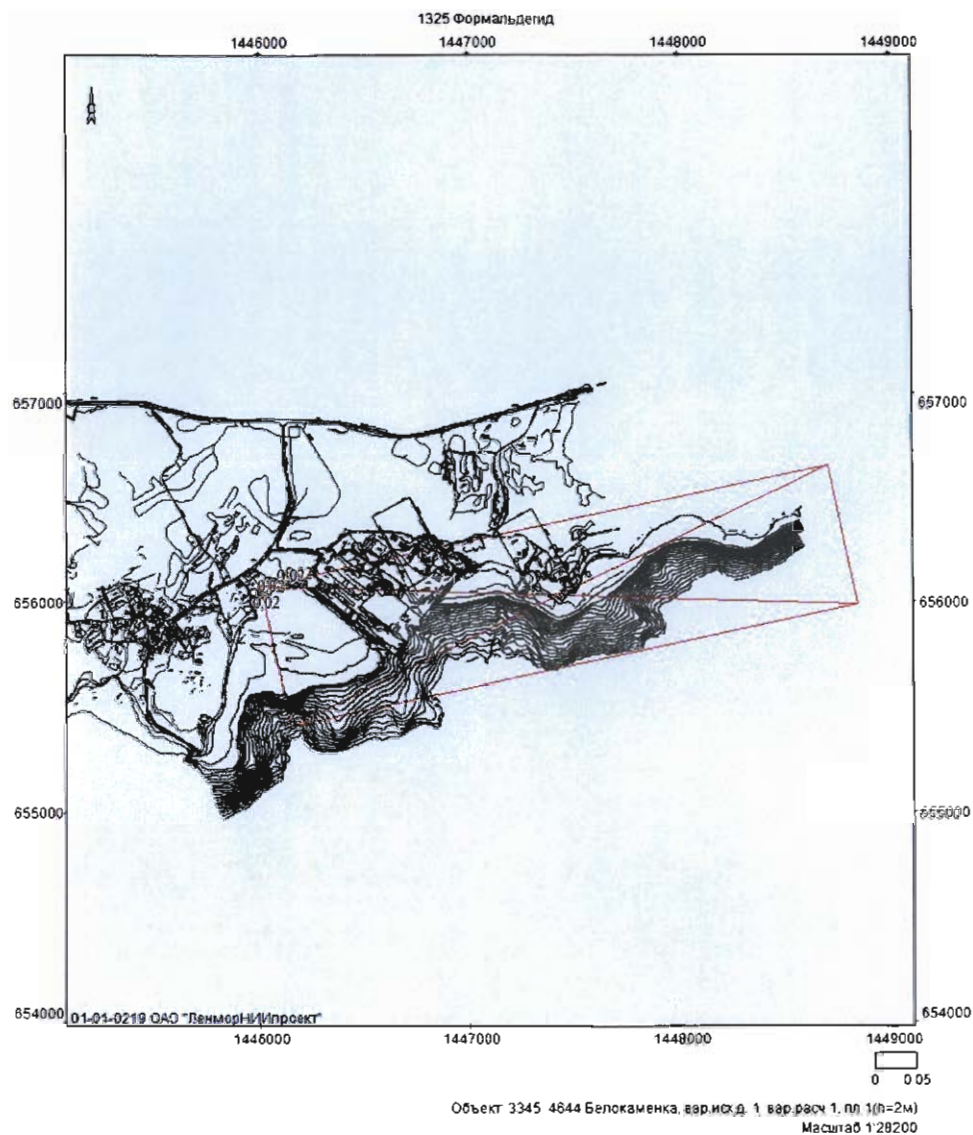 1325 Формальдегид
1446000 1447000 1448000 1449000
657000 657000
656000 656000
0.02
655000 655000
654000 654000
01-01-0219 ОАО "ЛенморНИИпроект"
1446000 1447000 1448000 1449000
0 0.05
Объект 3345 4644 Белокаменка, вар.исх.д. 1, вар.расч 1, пл 1(h=2м)
Масштаб 1:28200